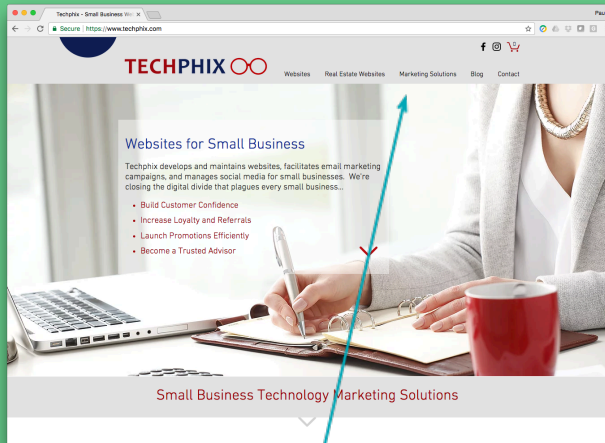 Techphix - Small Business We
Pau
Secure https://www.techphix.com
TECHPHIX
0
Websites Real Estate Websites Marketing Solutions Blog Contact
Websites for Small Business
Techphix develops and maintains websites, facilitates email marketing
campaigns, and manages social media for small businesses. We're
closing the digital divide that plagues every small business...
Build Customer Confidence
Increase Loyalty and Referrals
Launch Promotions Efficiently
Become a Trusted Advisor
Small Business Technology Marketing Solutions